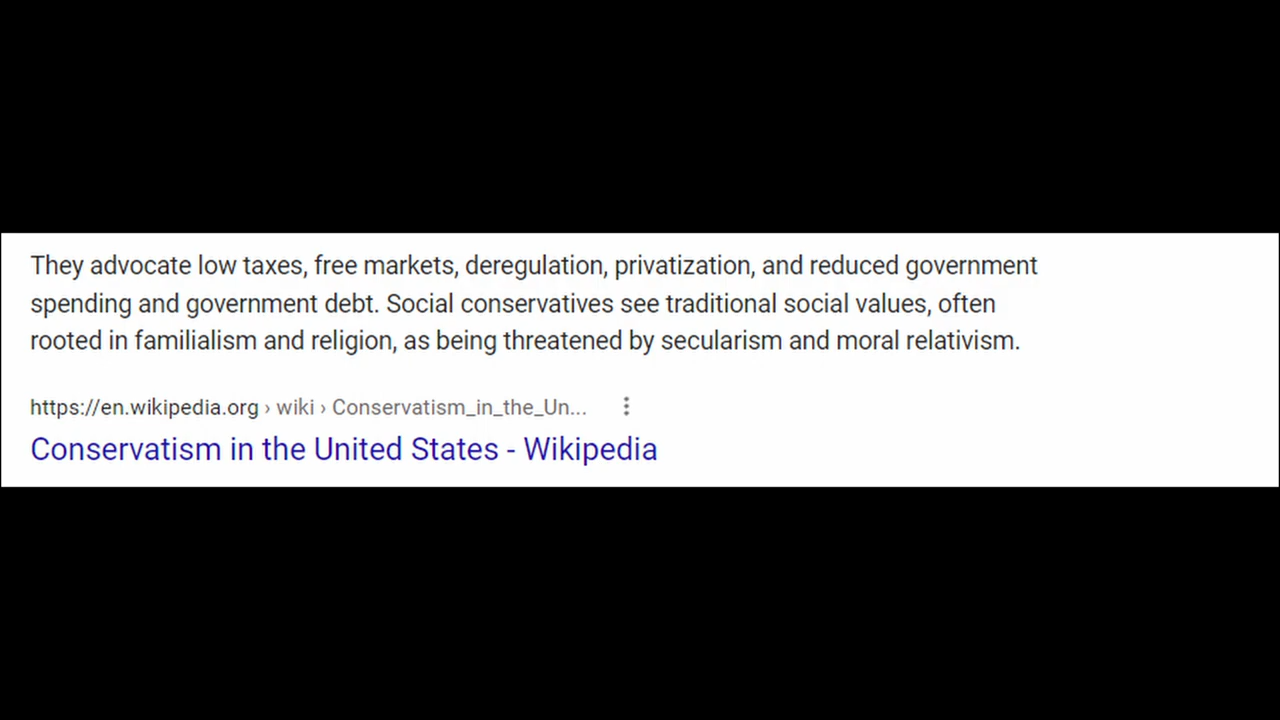 They advocate low taxes, free markets, deregulation, privatization, and reduced government
spending and government debt. Social conservatives see traditional social values, often
rooted in familialism and religion, as being threatened by secularism and moral relativism.
https://en.wikipedia.org › wiki › Conservatism_in_the_Un...
Conservatism in the United States - Wikipedia